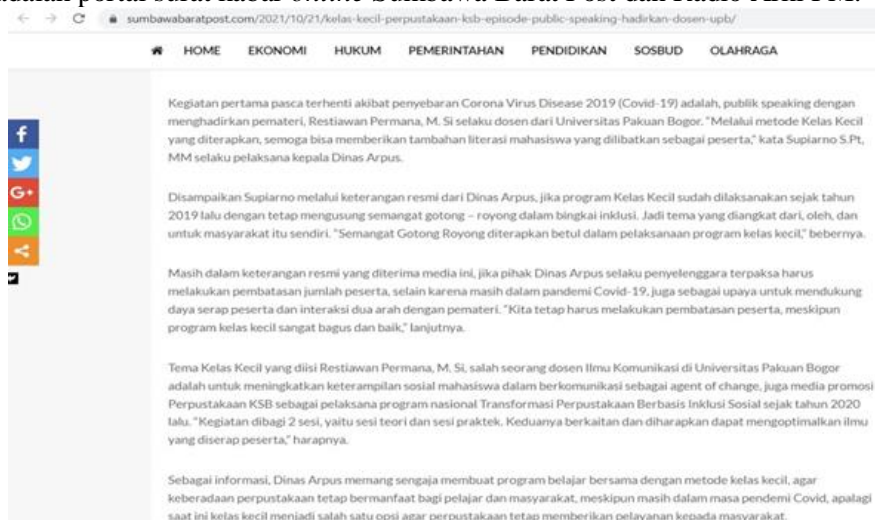 adalah portal surat kabar online Sumbawa Barat Post dan Radio
sumbawabaratpost.com/2021/10/21/kelas-kecil-perpustakaan-ksb-episode-public-speaking-hadirkan-dosen-upb/
HOME EKONOMI HUKUM PEMERINTAHAN PENDIDIKAN SOSBUD OLAHRAGA
Kegiatan pertama pasca terhenti akibat penyebaran Corona Virus Disease 2019 (Covid-19) adalah, publik speaking dengan
menghadirkan pemateri, Restiawan Permana, M. Si selaku dosen dari Universitas Pakuan Bogor. "Melalui metode Kelas Kecil
yang diterapkan, semoga bisa memberikan tambahan literasi mahasiswa yang dilibatkan sebagai peserta," kata Supiarno S.Pt,
MM selaku pelaksana kepala Dinas Arpus.
Disampaikan Supiarno melalui keterangan resmi dari Dinas Arpus, jika program Kelas Kecil sudah dilaksanakan sejak tahun
2019 lalu dengan tetap mengusung semangat gotong – royong dalam bingkai inklusi. Jadi tema yang diangkat dari, oleh, dan
untuk masyarakat itu sendiri. "Semangat Gotong Royong diterapkan betul dalam pelaksanaan program kelas kecil," bebernya.
Masih dalam keterangan resmi yang diterima media ini, jika pihak Dinas Arpus selaku penyelenggara terpaksa harus
melakukan pembatasan jumlah peserta, selain karena masih dalam pandemi Covid-19, juga sebagai upaya untuk mendukung
daya serap peserta dan interaksi dua arah dengan pemateri. "Kita tetap harus melakukan pembatasan peserta, meskipun
program kelas kecil sangat bagus dan baik," lanjutnya.
Tema Kelas Kecil yang diisi Restiawan Permana, M. Si, salah seorang dosen Ilmu Komunikasi di Universitas Pakuan Bogor
adalah untuk meningkatkan keterampilan sosial mahasiswa dalam berkomunikasi sebagai agent of change, juga media promosi
Perpustakaan KSB sebagai pelaksana program nasional Transformasi Perpustakaan Berbasis Inklusi Sosial sejak tahun 2020
lalu. "Kegiatan dibagi 2 sesi, yaitu sesi teori dan sesi praktek. Keduanya berkaitan dan diharapkan dapat mengoptimalkan ilmu
yang diserap peserta," harapnya.
Sebagai informasi, Dinas Arpus memang sengaja membuat program belajar bersama dengan metode kelas kecil, agar
keberadaan perpustakaan tetap bermanfaat bagi pelajar dan masyarakat, meskipun masih dalam masa pendemi Covid, apalagi
saat ini kelas kecil menjadi salah satu opsi agar perpustakaan tetap memberikan pelayanan kepada masyarakat.